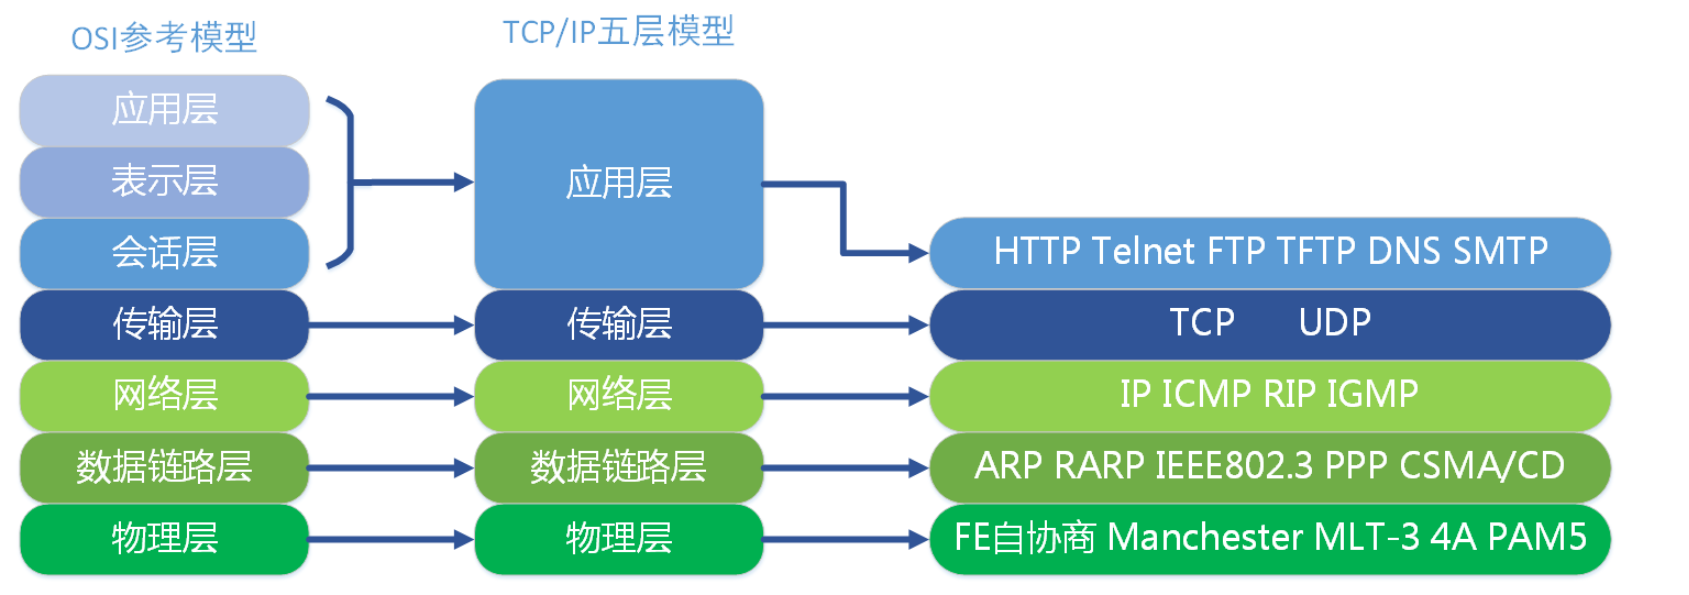 OSI参考模型
TCP/IP五层模型
应用层
表示层
会话层
传输层
网络层
数据链路层
物理层
应用层
传输层
网络层
数据链路层
物理层
HTTP Telnet FTP TFTP DNS SMTP
TCP UDP
IP ICMP RIP IGMP
ARP RARP IEEE802.3 PPP CSMA/CD
FE自协商 Manchester MLT-3 4A PAM5